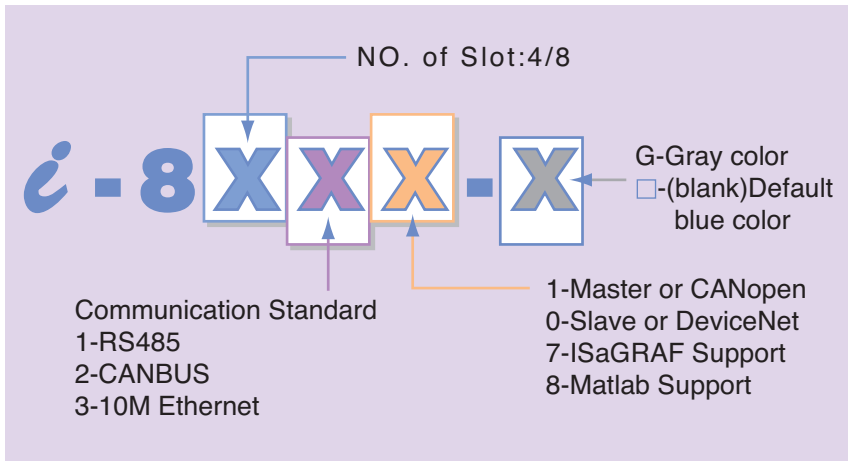 NO. of Slot:4/8
i-8XXX-X
G-Gray color
□-(blank)Default
blue color
Communication Standard
1-RS485
2-CANBUS
3-10M Ethernet
1-Master or CANopen
0-Slave or DeviceNet
7-ISaGRAF Support
8-Matlab Support